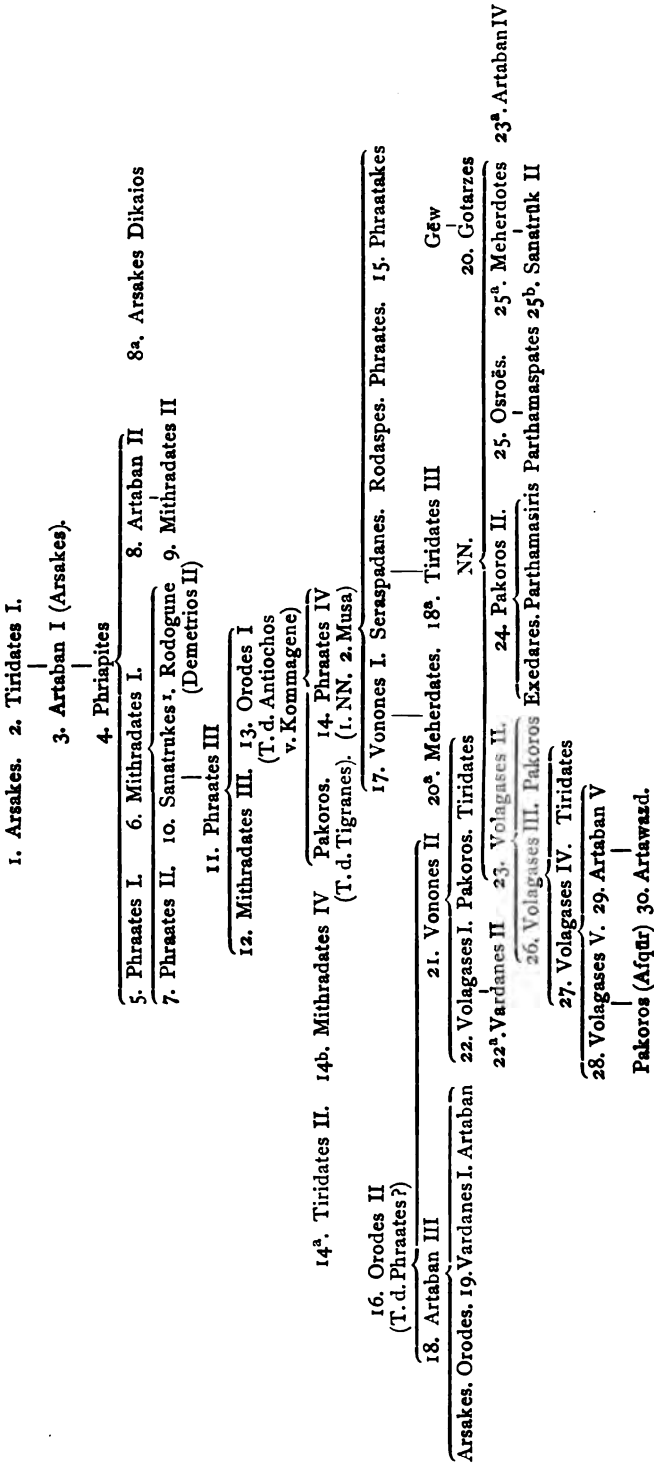 1. Arsakes. 2. Tiridates I.
3. Artaban I (Arsakes).
4. Phriapites
5. Phraates I. 6. Mithradates I. 8. Artaban II 8a. Arsakes Dikaios
7. Phraates II. 10. Sanatrukes ¹. Rodogune 9. Mithradates II
(Demetrios II)
11. Phraates III
12. Mithradates III. 13. Orodes I
(T. d. Antiochos
v. Kommagene)
14ª. Tiridates II. 14b. Mithradates IV Pakoros. 14. Phraates IV
(T. d. Tigranes). (1. NN. 2. Musa)
16. Orodes II 17. Vonones I. Seraspadanes. Rodaspes. Phraates. 15. Phraatakes
(T. d. Phraates?)
18. Artaban III 21. Vonones II 20ª. Meherdates. 18ª. Tiridates III Gēw
Arsakes. Orodes. 19. Vardanes I. Artaban 22. Volagases I. Pakoros. Tiridates NN. 20. Gotarzes
22ª. Vardanes II 23. Volagases II. 24. Pakoros II. 25. Osroës. 25ª. Meherdotes 23ª. Artaban IV
26. Volagases III. Pakoros Exedares. Parthamasiris Parthamaspates 25ᵇ. Sanatrūk II
27. Volagases IV. Tiridates
28. Volagases V. 29. Artaban V
Pakoros (Afqūr) 30. Artawazd.